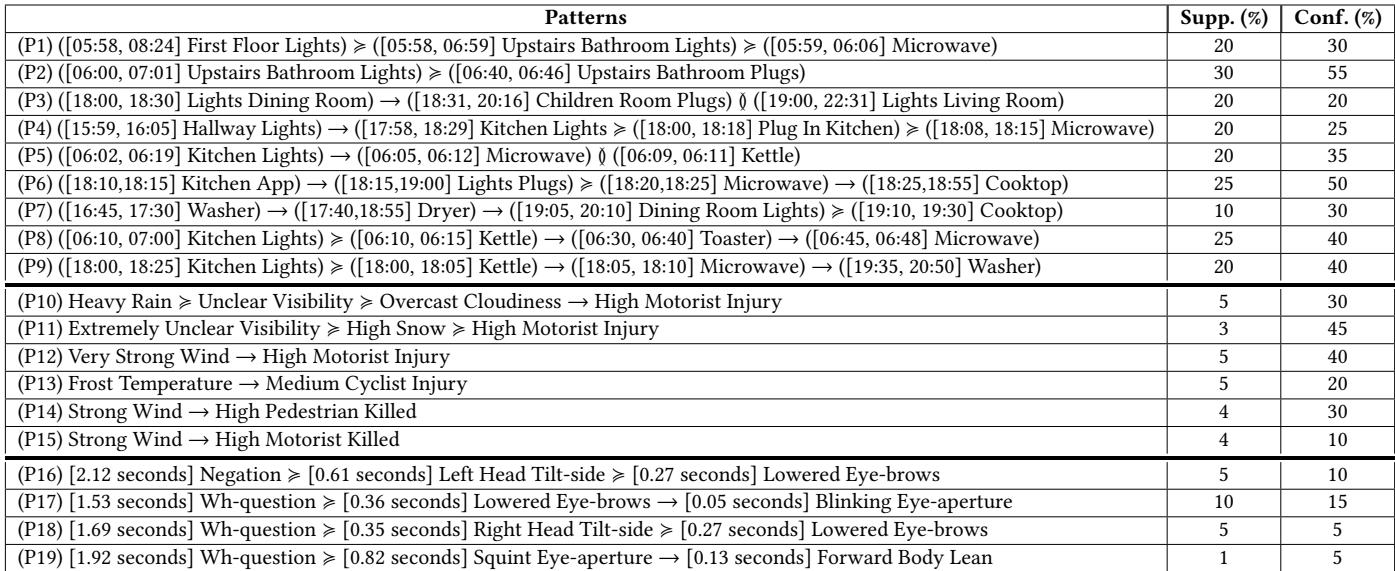 Patterns Supp. (%) Conf. (%)
(P1) ([05:58, 08:24] First Floor Lights) ≽ ([05:58, 06:59] Upstairs Bathroom Lights) ≽ ([05:59, 06:06] Microwave) 20 30
(P2) ([06:00, 07:01] Upstairs Bathroom Lights) ≽ ([06:40, 06:46] Upstairs Bathroom Plugs) 30 55
(P3) ([18:00, 18:30] Lights Dining Room) → ([18:31, 20:16] Children Room Plugs) ≬ ([19:00, 22:31] Lights Living Room) 20 20
(P4) ([15:59, 16:05] Hallway Lights) → ([17:58, 18:29] Kitchen Lights ≽ ([18:00, 18:18] Plug In Kitchen) ≽ ([18:08, 18:15] Microwave) 20 25
(P5) ([06:02, 06:19] Kitchen Lights) → ([06:05, 06:12] Microwave) ≬ ([06:09, 06:11] Kettle) 20 35
(P6) ([18:10,18:15] Kitchen App) → ([18:15,19:00] Lights Plugs) ≽ ([18:20,18:25] Microwave) → ([18:25,18:55] Cooktop) 25 50
(P7) ([16:45, 17:30] Washer) → ([17:40,18:55] Dryer) → ([19:05, 20:10] Dining Room Lights) ≽ ([19:10, 19:30] Cooktop) 10 30
(P8) ([06:10, 07:00] Kitchen Lights) ≽ ([06:10, 06:15] Kettle) → ([06:30, 06:40] Toaster) → ([06:45, 06:48] Microwave) 25 40
(P9) ([18:00, 18:25] Kitchen Lights) ≽ ([18:00, 18:05] Kettle) → ([18:05, 18:10] Microwave) → ([19:35, 20:50] Washer) 20 40
(P10) Heavy Rain ≽ Unclear Visibility ≽ Overcast Cloudiness → High Motorist Injury 5 30
(P11) Extremely Unclear Visibility ≽ High Snow ≽ High Motorist Injury 3 45
(P12) Very Strong Wind → High Motorist Injury 5 40
(P13) Frost Temperature → Medium Cyclist Injury 5 20
(P14) Strong Wind → High Pedestrian Killed 4 30
(P15) Strong Wind → High Motorist Killed 4 10
(P16) [2.12 seconds] Negation ≽ [0.61 seconds] Left Head Tilt-side ≽ [0.27 seconds] Lowered Eye-brows 5 10
(P17) [1.53 seconds] Wh-question ≽ [0.36 seconds] Lowered Eye-brows → [0.05 seconds] Blinking Eye-aperture 10 15
(P18) [1.69 seconds] Wh-question ≽ [0.35 seconds] Right Head Tilt-side ≽ [0.27 seconds] Lowered Eye-brows 5 5
(P19) [1.92 seconds] Wh-question ≽ [0.82 seconds] Squint Eye-aperture → [0.13 seconds] Forward Body Lean 1 5